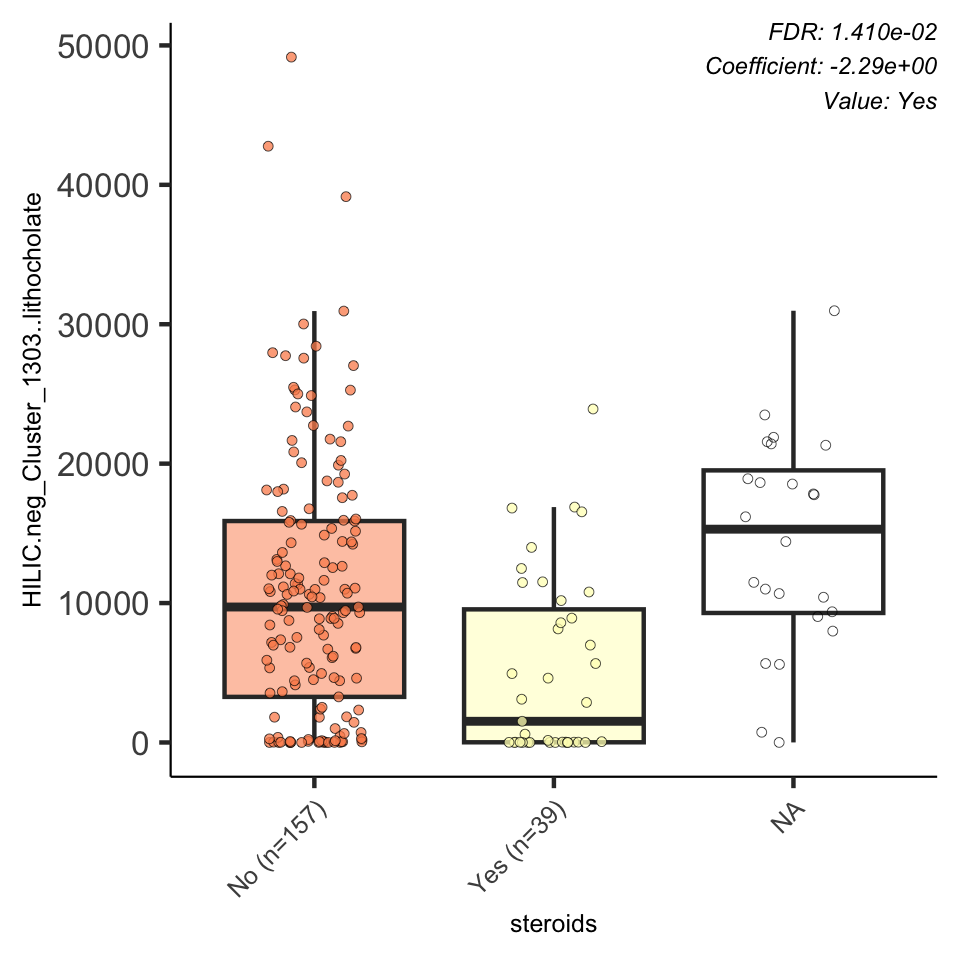 FDR: 1.410e-02
Coefficient: -2.29e+00
Value: Yes
HILIC.neg_Cluster_1303..lithocholate
50000
40000
30000
20000
10000
0
No (n=157)
Yes (n=39)
NA
steroids